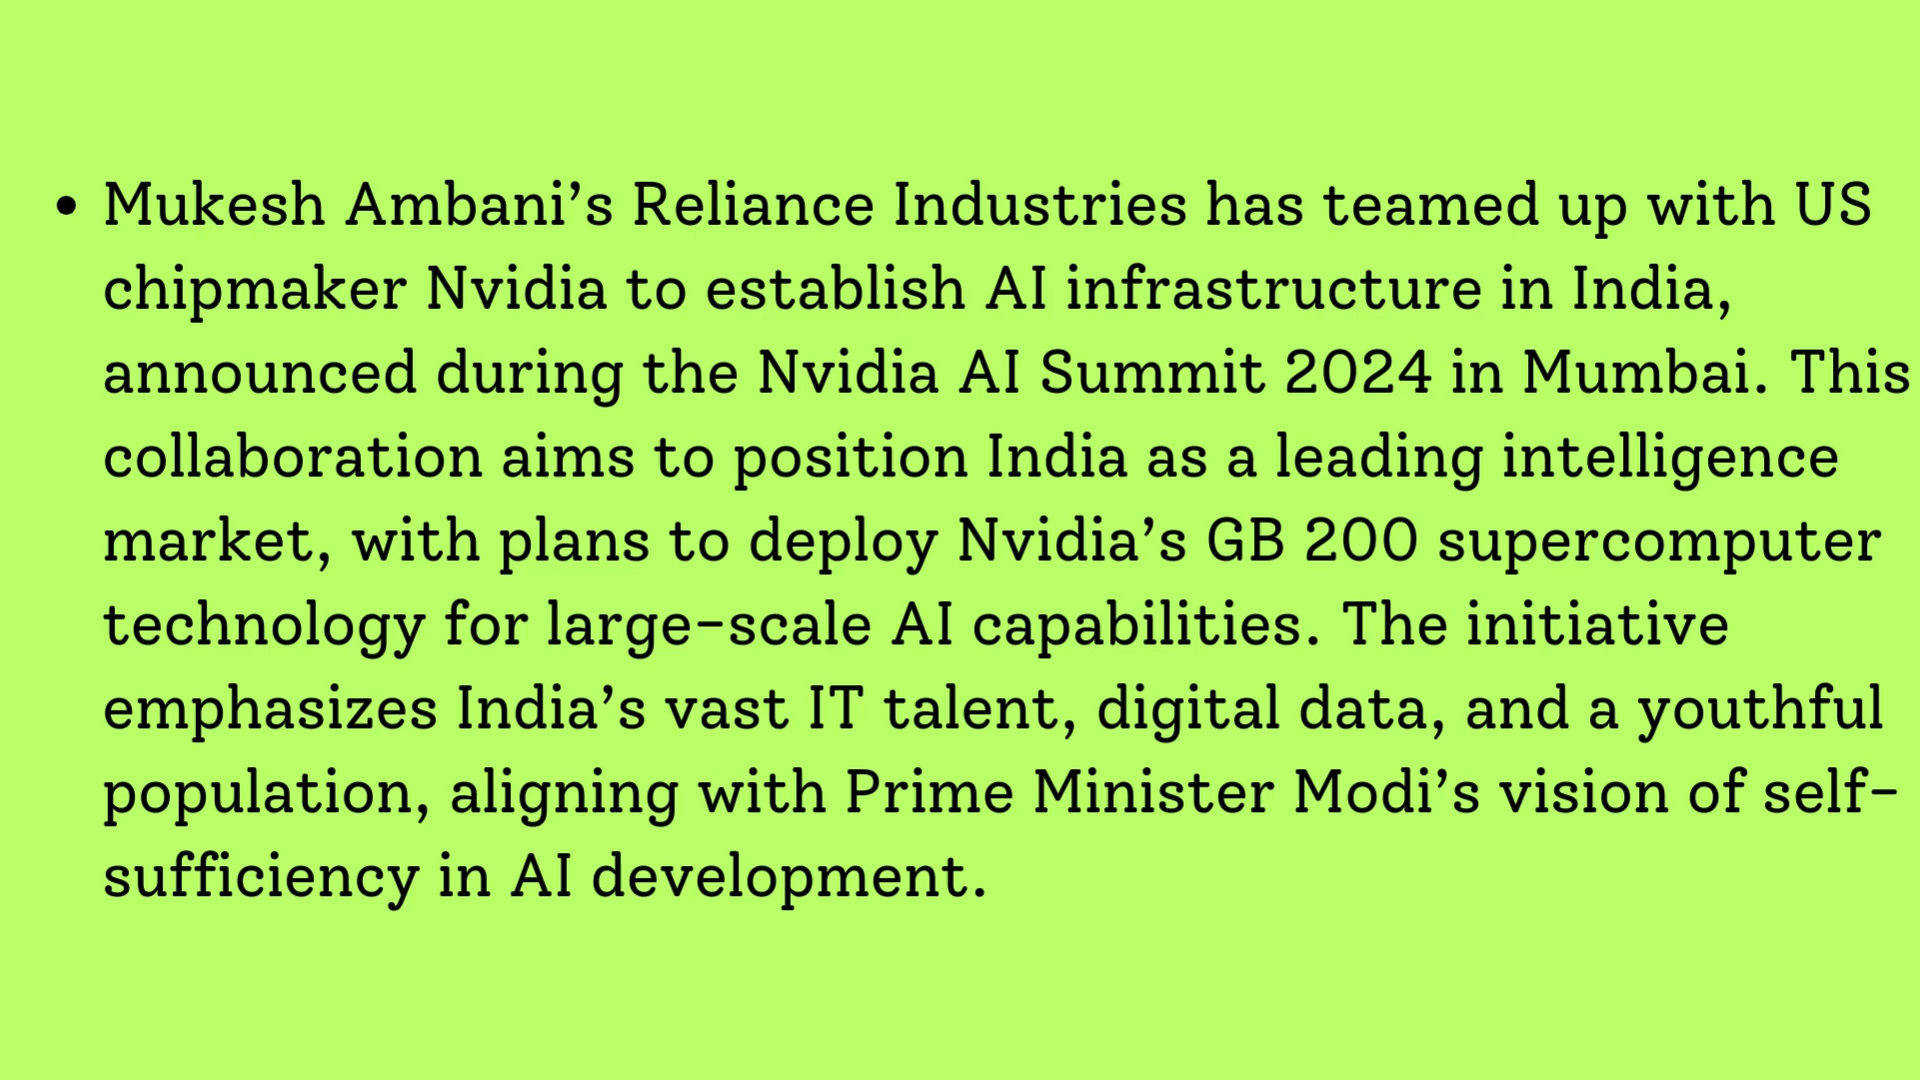 • Mukesh Ambani’s Reliance Industries has teamed up with US
chipmaker Nvidia to establish AI infrastructure in India,
announced during the Nvidia AI Summit 2024 in Mumbai. This
collaboration aims to position India as a leading intelligence
market, with plans to deploy Nvidia’s GB 200 supercomputer
technology for large-scale AI capabilities. The initiative
emphasizes India’s vast IT talent, digital data, and a youthful
population, aligning with Prime Minister Modi’s vision of self-
sufficiency in AI development.